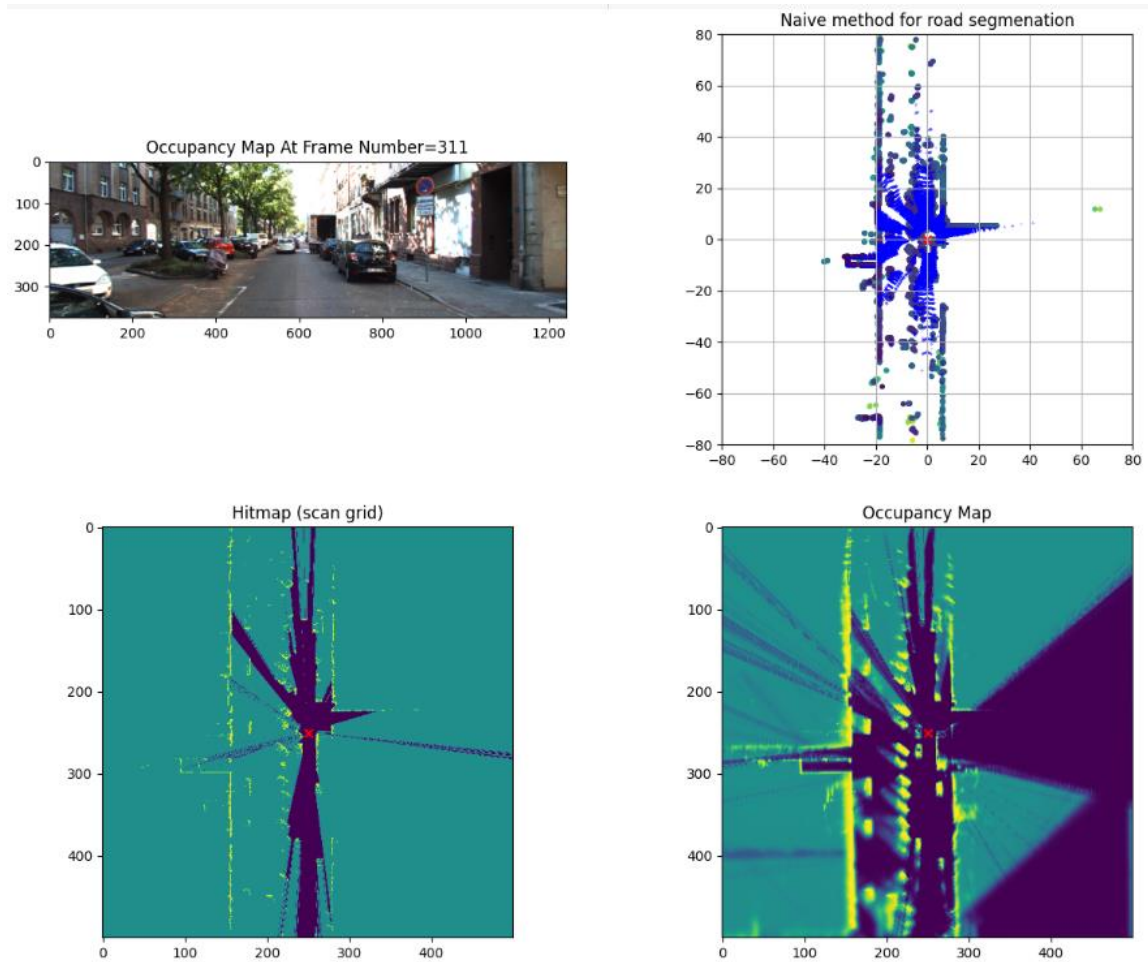 Naive method for road segmenation
80
60
40
20
0
−20
−40
−60
−80
−80 −60 −40 −20 0 20 40 60 80
Occupancy Map At Frame Number=311
0
100
200
300
0 200 400 600 800 1000 1200
Hitmap (scan grid)
0
100
200
300
400
0 100 200 300 400
Occupancy Map
0
100
200
300
400
0 100 200 300 400